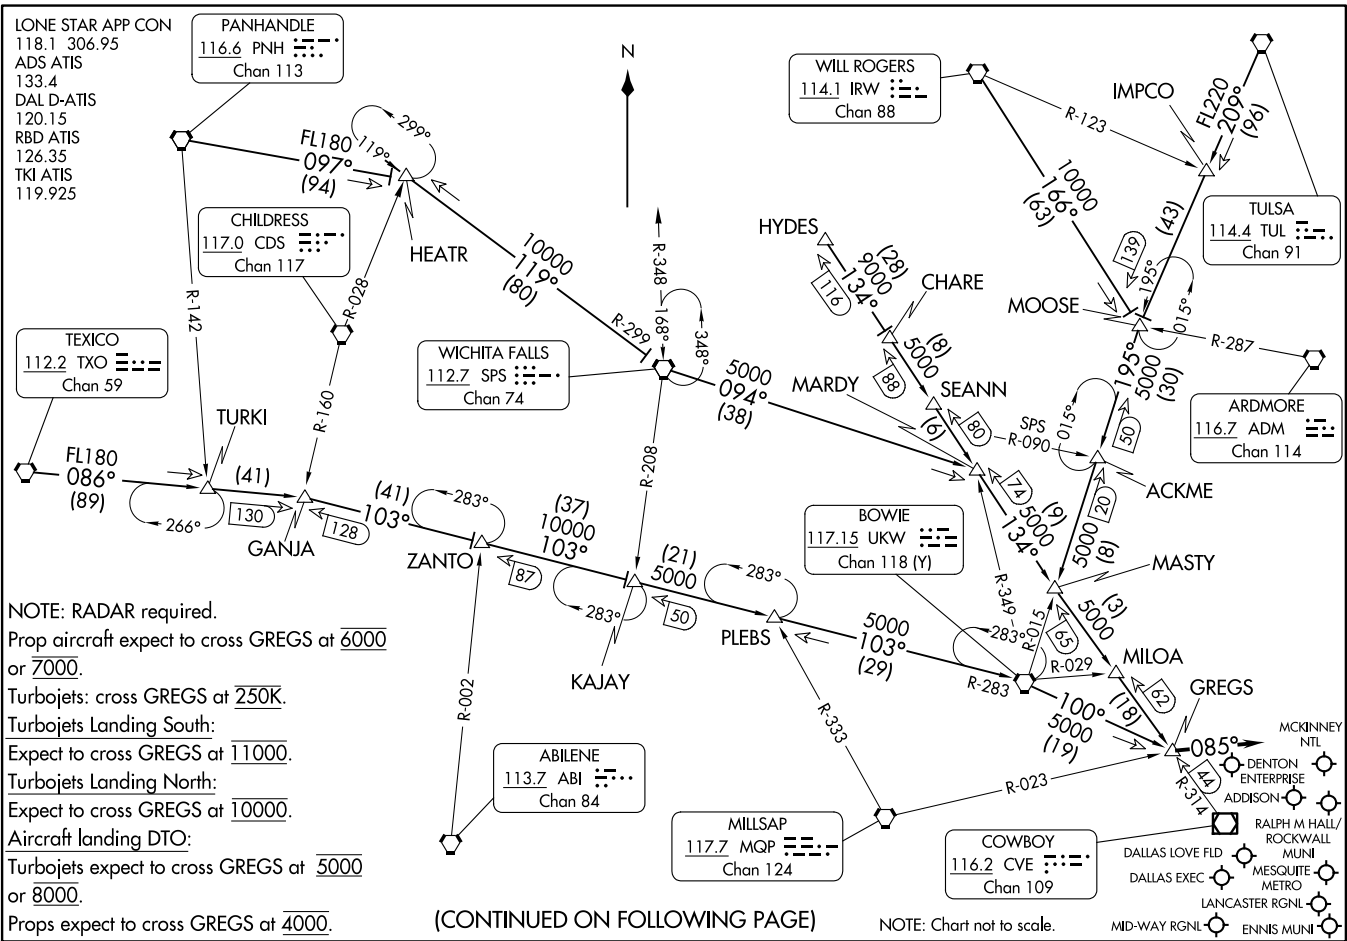 LONE STAR APP CON
118.1 306.95
ADS ATIS
133.4
DAL D-ATIS
120.15
RBD ATIS
126.35
TKI ATIS
119.925
PANHANDLE
116.6 PNH
Chan 113
N
WILL ROGERS
114.1 IRW
Chan 88
IMPCO
FL220
209°
(96)
R-123
FL180
097°
(94)
119°
299°
HEATR
CHILDRESS
117.0 CDS
Chan 117
R-142
R-028
R-160
10000
119°
(80)
R-299
R-348
168°
348°
HYDES
(28)
9000
134°
116
CHARE
10000
166°
(63)
(43)
139
195°
015°
TULSA
114.4 TUL
Chan 91
MOOSE
R-287
TEXICO
112.2 TXO
Chan 59
WICHITA FALLS
112.7 SPS
Chan 74
5000
094°
(38)
MARDY
(8)
5000
88
SEANN
(6)
80
SPS
R-090
015°
195°
5000
(30)
50
ARDMORE
116.7 ADM
Chan 114
TURKI
FL180
086°
(89)
266°
(41)
130
GANJA
128
(41)
103°
283°
ZANTO
87
(37)
10000
103°
283°
R-208
(21)
5000
50
KAJAY
283°
PLEBS
BOWIE
117.15 UKW
Chan 118 (Y)
74
(9)
5000
134°
ACKME
20
5000
(8)
MASTY
R-349
R-015
65
(3)
5000
5000
103°
(29)
283°
R-283
R-029
MILOA
62
(18)
GREGS
100°
5000
(19)
085°
44
R-314
R-002
R-333
R-023
NOTE: RADAR required.
Prop aircraft expect to cross GREGS at 6000
or 7000.
Turbojets: cross GREGS at 250K.
Turbojets Landing South:
Expect to cross GREGS at 11000.
Turbojets Landing North:
Expect to cross GREGS at 10000.
Aircraft landing DTO:
Turbojets expect to cross GREGS at 5000
or 8000.
Props expect to cross GREGS at 4000.
ABILENE
113.7 ABI
Chan 84
MILLSAP
117.7 MQP
Chan 124
COWBOY
116.2 CVE
Chan 109
MCKINNEY
NTL
DENTON
ENTERPRISE
ADDISON
RALPH M HALL/
ROCKWALL
MUNI
DALLAS LOVE FLD
DALLAS EXEC
MESQUITE
METRO
LANCASTER RGNL
MID-WAY RGNL
ENNIS MUNI
(CONTINUED ON FOLLOWING PAGE)
NOTE: Chart not to scale.